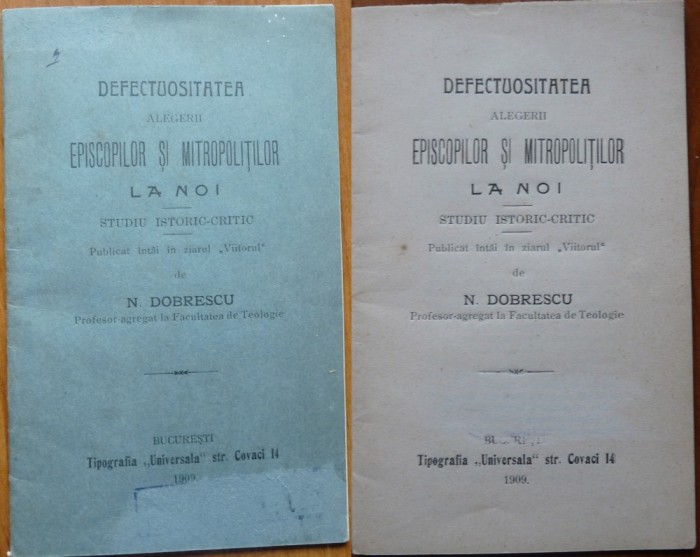 DEFECTUOSITATEA
ALEGERII
EPISCOPILOR ȘI MITROPOLIȚILOR
LA NOI
STUDIU ISTORIC-CRITIC
Publicat întâi în ziarul „Viitorul“
de
N. DOBRESCU
Profesor-agregat la Facultatea de Teologie
BUCUREȘTI
Tipografia „Universala“ str. Covaci 14
1909.
DEFECTUOSITATEA
ALEGERII
EPISCOPILOR ȘI MITROPOLIȚILOR
LA NOI
STUDIU ISTORIC-CRITIC
Publicat întâi în ziarul „Viitorul“
de
N. DOBRESCU
Profesor-agregat la Facultatea de Teologie
Tipografia „Universala“ str. Covaci 14
1909.